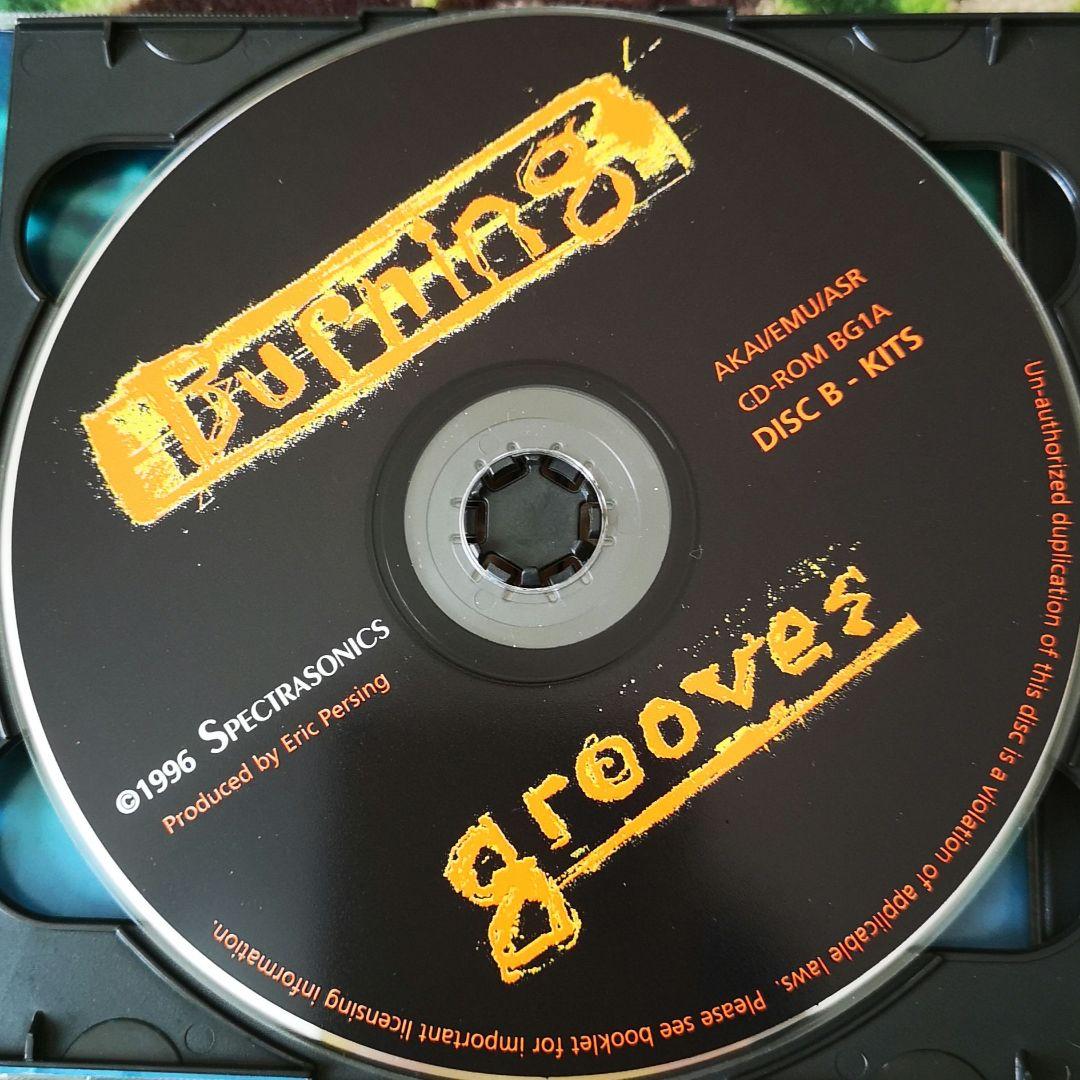 Burning
AKAI/EMU/ASR
CD-ROM BG1A
DISC B - KITS
©1996 SPECTRASONICS
Produced by Eric Persing
grooves
Un-authorized duplication of this disc is a violation of applicable laws. Please see booklet for important licensing information.